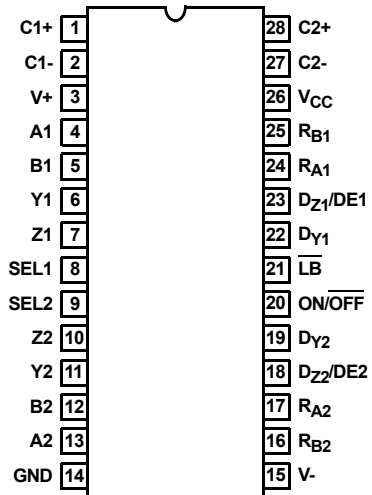 C1+ 1 28 C2+
C1- 2 27 C2-
V+ 3 26 VCC
A1 4 25 RB1
B1 5 24 RA1
Y1 6 23 DZ1/DE1
Z1 7 22 DY1
SEL1 8 21 L̅B̅
SEL2 9 20 ON/O̅F̅F̅
Z2 10 19 DY2
Y2 11 18 DZ2/DE2
B2 12 17 RA2
A2 13 16 RB2
GND 14 15 V-